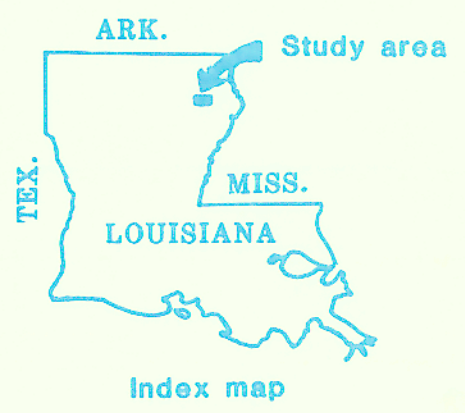 ARK.
Study area
TEX.
MISS.
LOUISIANA
Index map